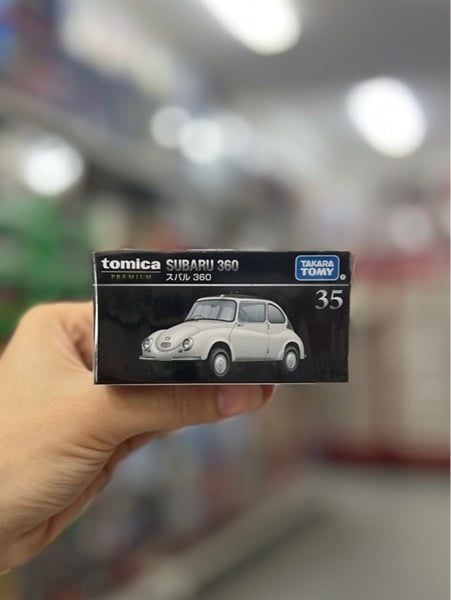 tomica SUBARU 360
PREMIUM スバル 360
TAKARA
TOMY
®
35